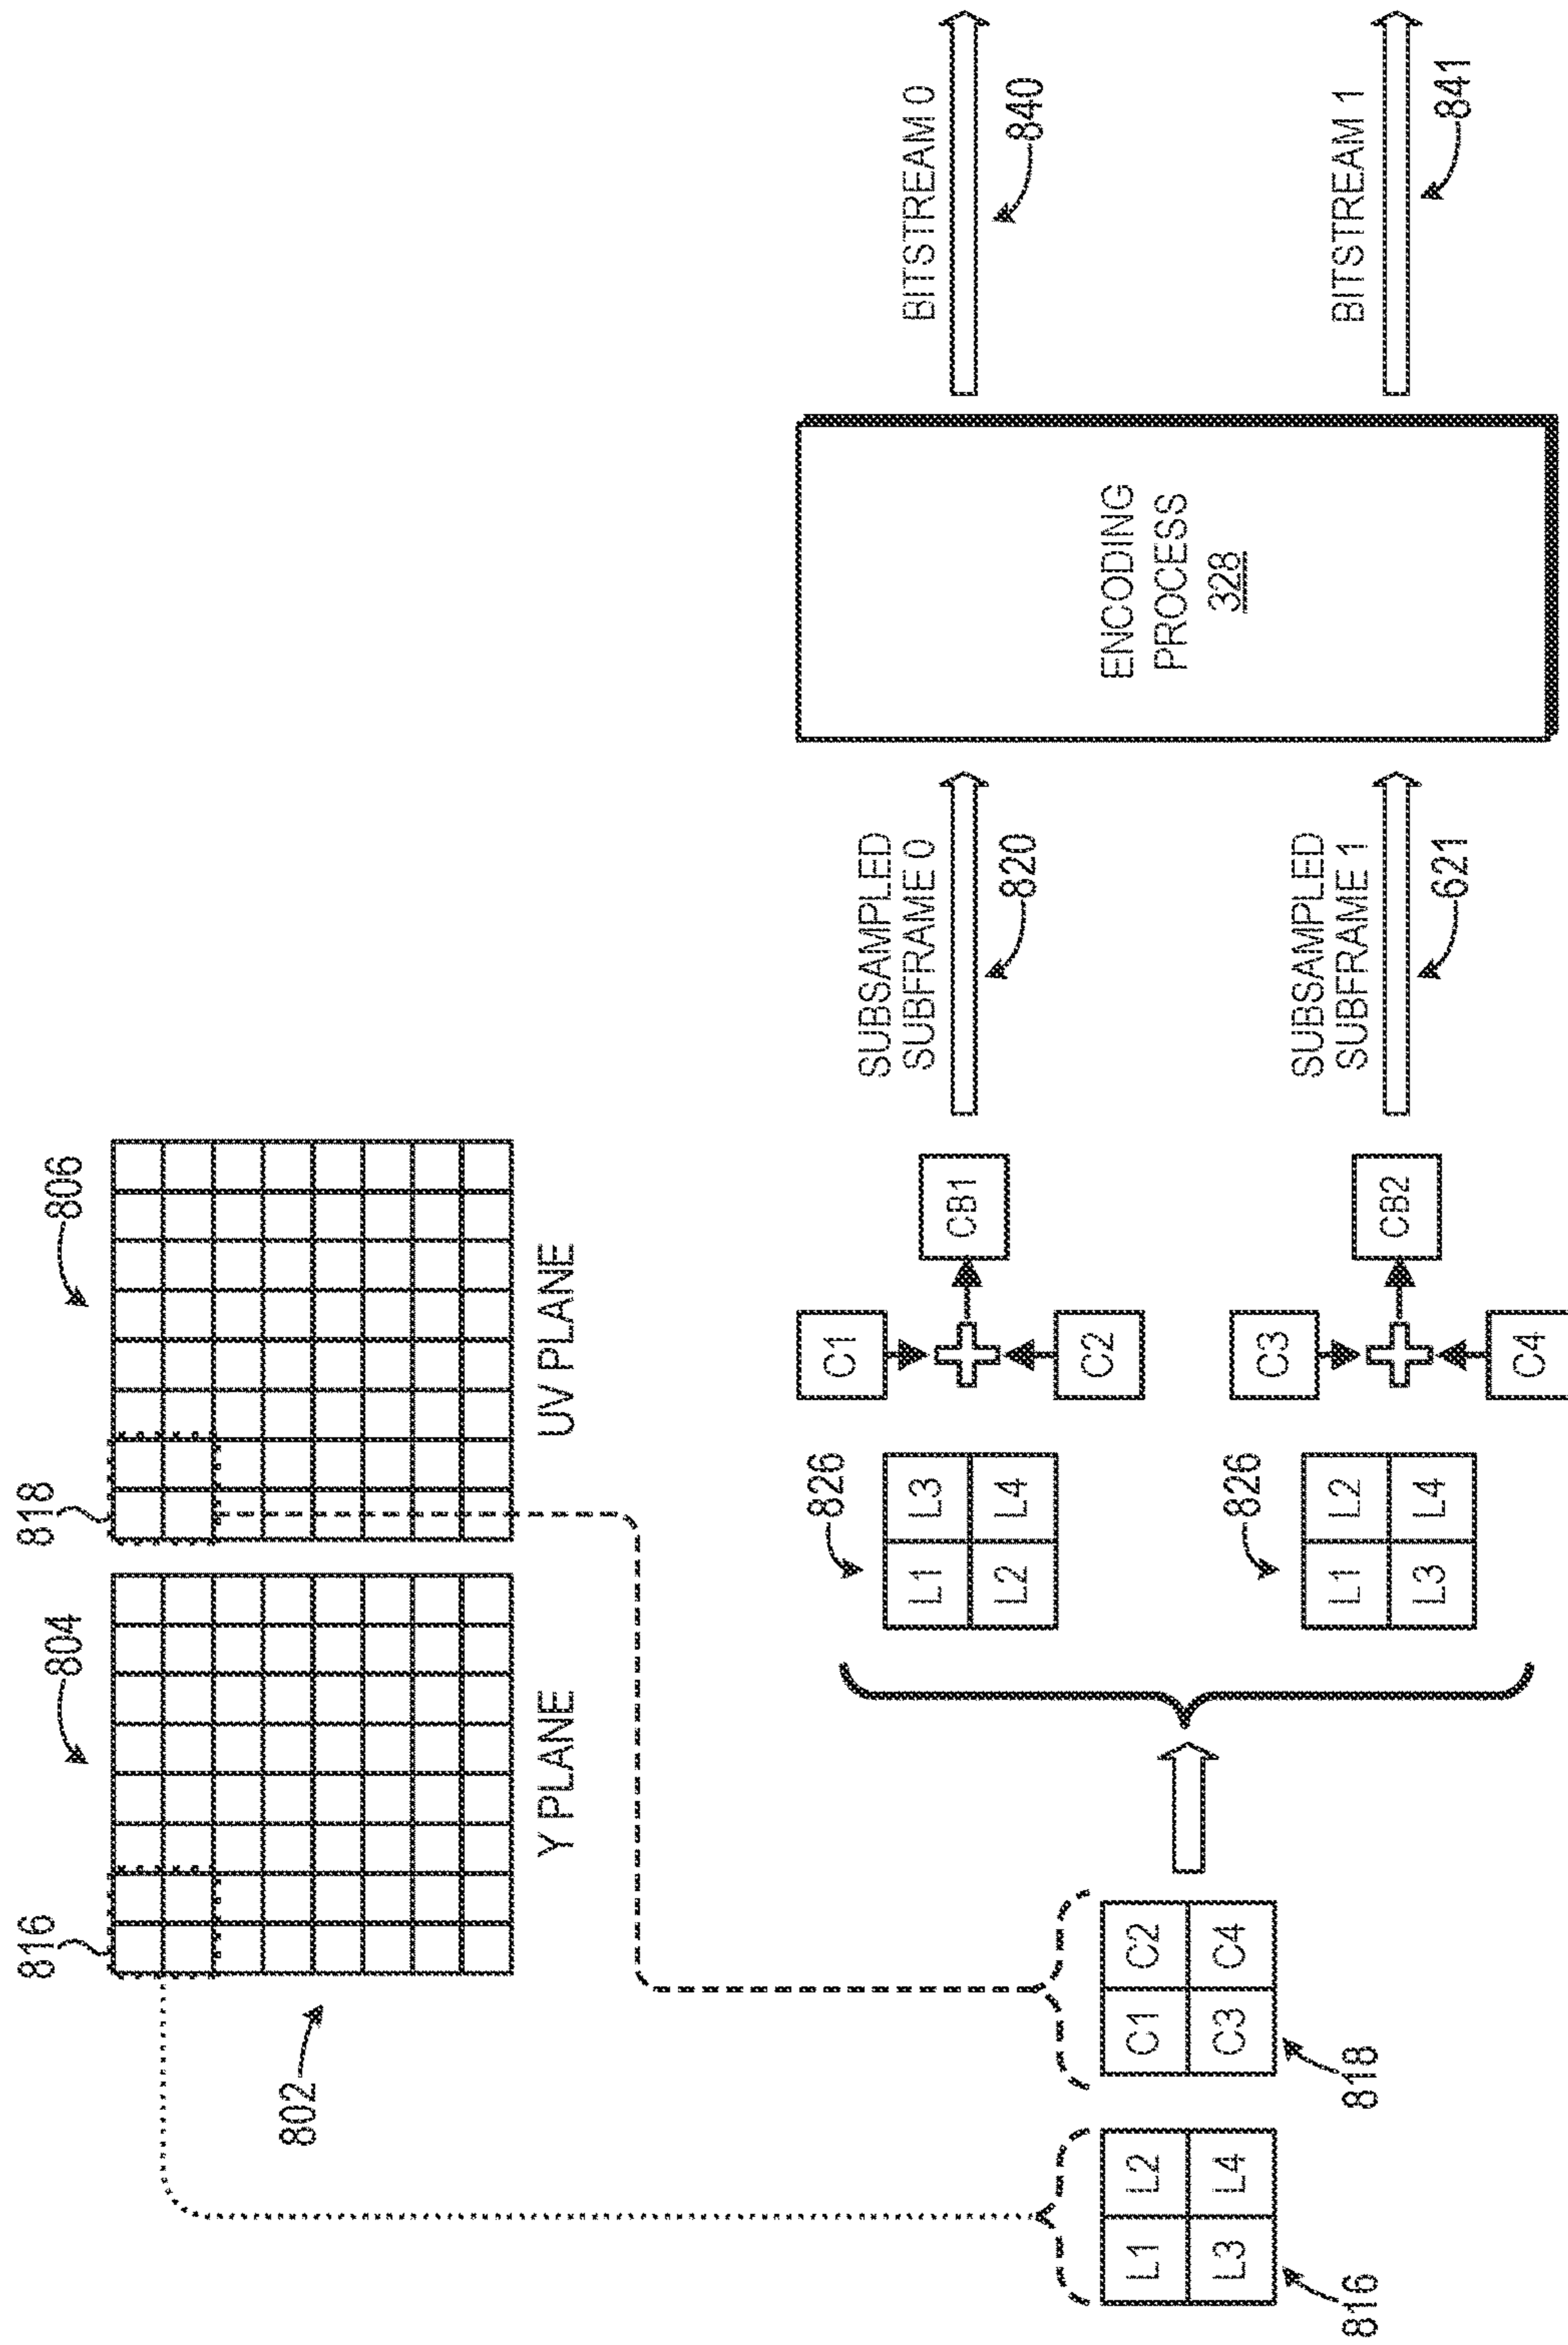 816
804
818
806
802
Y PLANE
UV PLANE
L1 L2
L3 L4
816
C1 C2
C3 C4
818
826
L1 L3
L2 L4
C1
C2
CB1
SUBSAMPLED
SUBFRAME 0
820
826
L1 L2
L3 L4
C3
C4
CB2
SUBSAMPLED
SUBFRAME 1
621
ENCODING
PROCESS
328
BITSTREAM 0
840
BITSTREAM 1
841